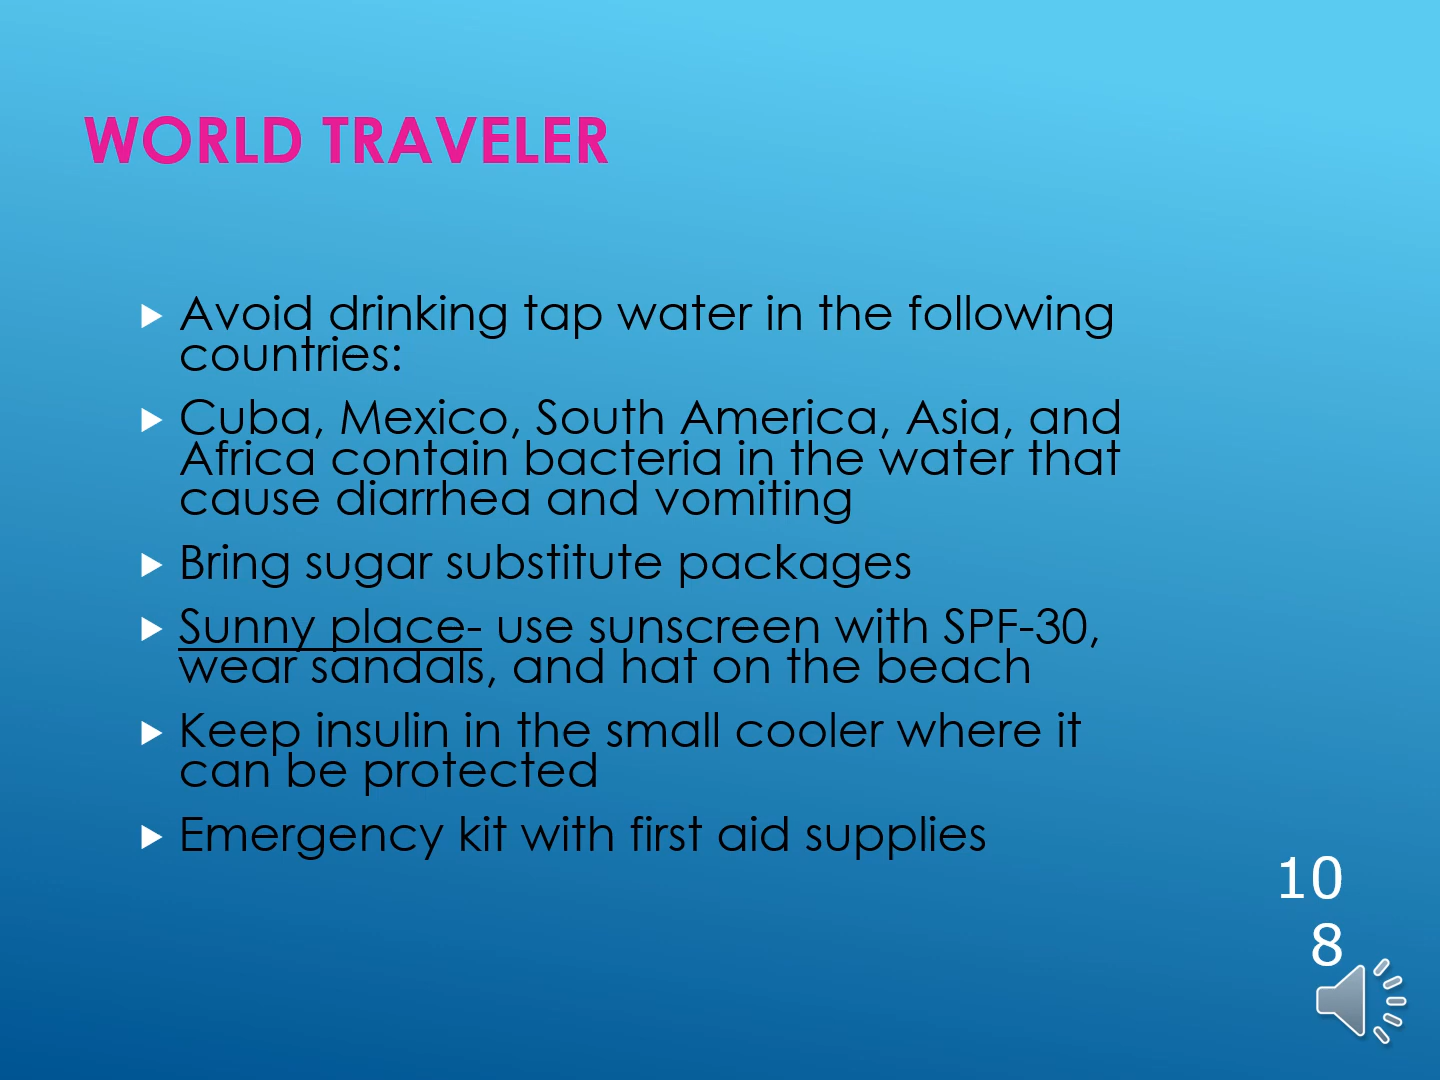 WORLD TRAVELER
Avoid drinking tap water in the following
countries:
Cuba, Mexico, South America, Asia, and
Africa contain bacteria in the water that
cause diarrhea and vomiting
Bring sugar substitute packages
Sunny place- use sunscreen with SPF-30,
wear sandals, and hat on the beach
Keep insulin in the small cooler where it
can be protected
Emergency kit with first aid supplies
10
8